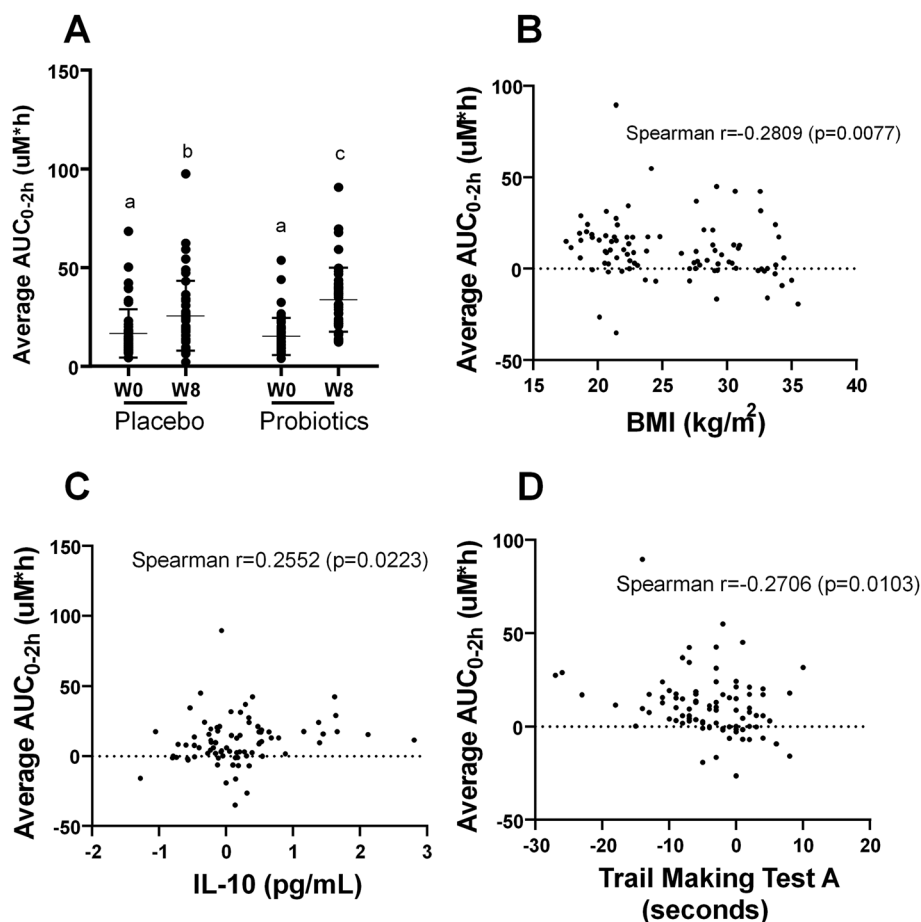 A
Average AUC0-2h (uM*h)
150
100
50
0
a
b
a
c
W0 W8 W0 W8
Placebo Probiotics
B
Average AUC0-2h (uM*h)
100
50
0
-50
Spearman r=-0.2809 (p=0.0077)
15 20 25 30 35 40
BMI (kg/m2)
C
Average AUC0-2h (uM*h)
150
100
50
0
-50
Spearman r=0.2552 (p=0.0223)
-2 -1 0 1 2 3
IL-10 (pg/mL)
D
Average AUC0-2h (uM*h)
100
50
0
-50
Spearman r=-0.2706 (p=0.0103)
-30 -20 -10 0 10 20
Trail Making Test A
(seconds)